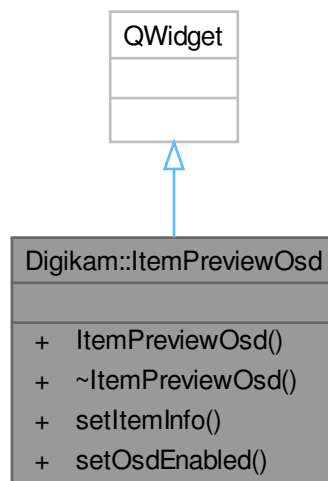 QWidget
Digikam::ItemPreviewOsd
+ ItemPreviewOsd()
+ ~ItemPreviewOsd()
+ setItemInfo()
+ setOsdEnabled()